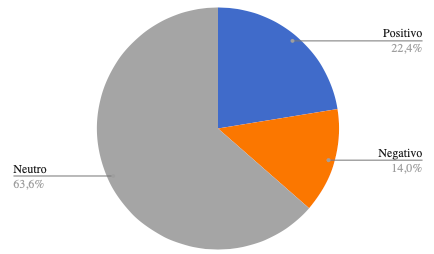 Positivo
22,4%
Negativo
14,0%
Neutro
63,6%